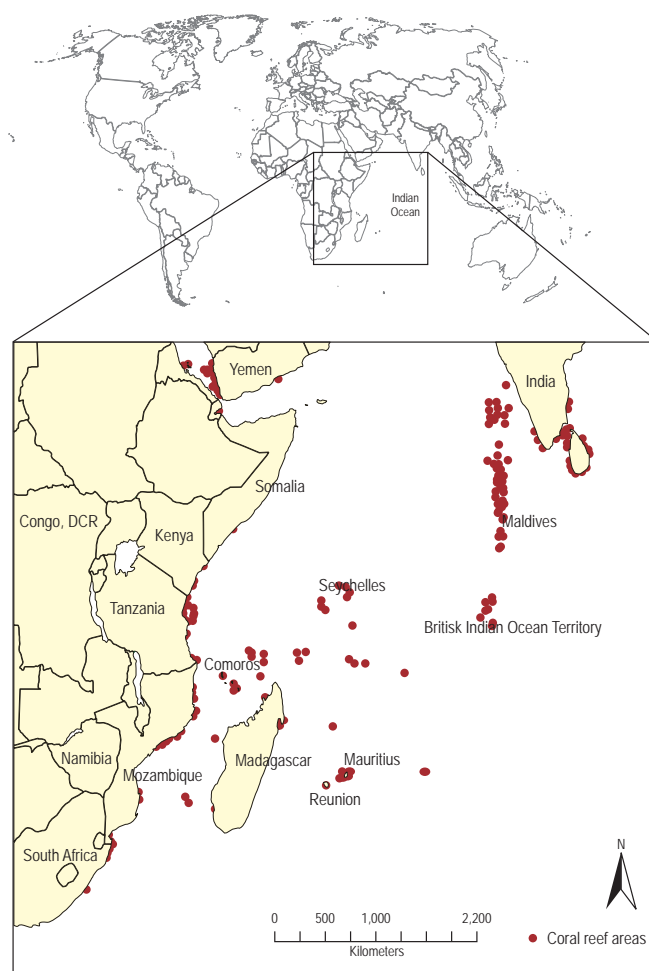 Indian
Ocean
Yemen
India
Somalia
Congo, DCR
Kenya
Maldives
Seychelles
Tanzania
Britisk Indian Ocean Territory
Comoros
Namibia
Madagascar
Mauritius
Mozambique
Reunion
South Africa
N
0 500 1,000 2,200
Kilometers
Coral reef areas